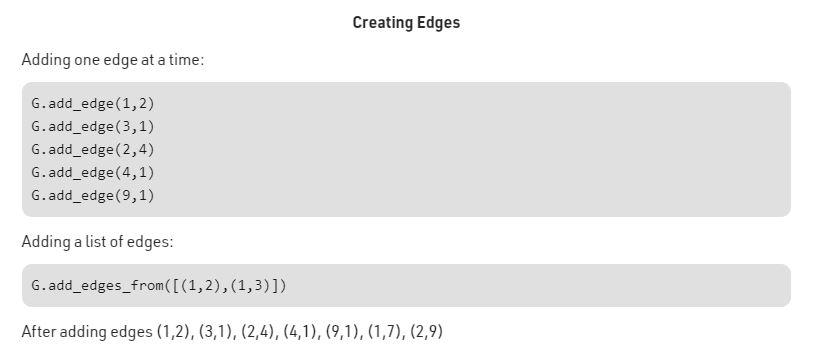 Creating Edges
Adding one edge at a time:
G.add_edge(1,2)
G.add_edge(3,1)
G.add_edge(2,4)
G.add_edge(4,1)
G.add_edge(9,1)
Adding a list of edges:
G.add_edges_from([(1,2),(1,3)])
After adding edges (1,2), (3,1), (2,4), (4,1), (9,1), (1,7), (2,9)